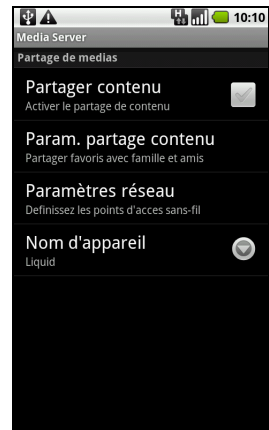 H 10:10
Media Server
Partage de medias
Partager contenu
Activer le partage de contenu
Param. partage contenu
Partager favoris avec famille et amis
Paramètres réseau
Definissez les points d'acces sans-fil
Nom d'appareil
Liquid